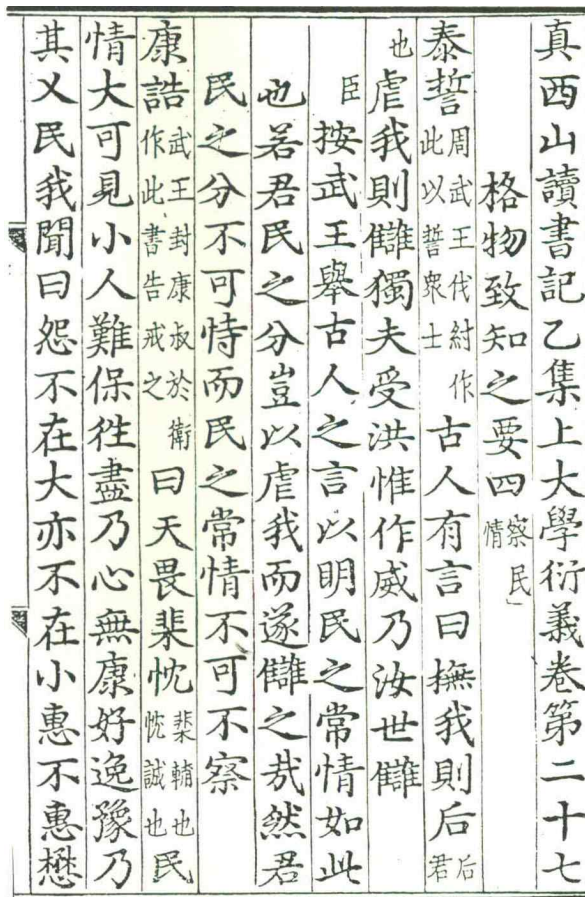 真西山讀書記乙集上大學衍義卷第二十七
格物致知之要四察民情
泰誓周武王伐紂作此以誓衆士古人有言曰撫我則后后君
也虐我則讎獨夫受洪惟作威乃汝世讎
臣按武王舉古人之言以明民之常情如此
也若君民之分豈以虐我而遂讎之㢤然君
民之分不可恃而民之常情不可不察
康誥武王封康叔於衛作此書告戒之曰天畏棐忱棐輔也忱誠也民
情大可見小人難保徃盡乃心無康好逸豫乃
其乂民我聞曰怨不在大亦不在小惠不惠懋